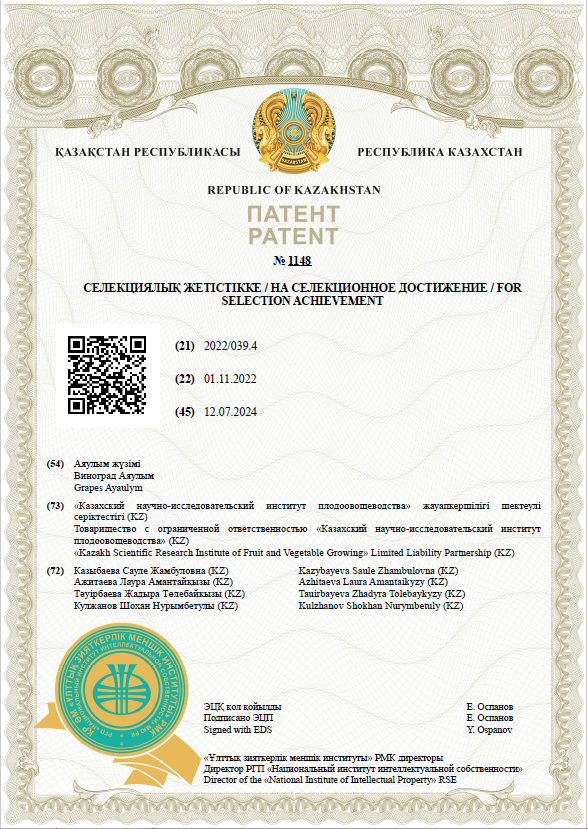 ҚАЗАҚСТАН РЕСПУБЛИКАСЫ
РЕСПУБЛИКА КАЗАХСТАН
REPUBLIC OF KAZAKHSTAN
ПАТЕНТ
PATENT
№ 1148
СЕЛЕКЦИЯЛЫҚ ЖЕТІСТІККЕ / НА СЕЛЕКЦИОННОЕ ДОСТИЖЕНИЕ / FOR
SELECTION ACHIEVEMENT
(21) 2022/039.4
(22) 01.11.2022
(45) 12.07.2024
(54) Аяулым жүзімі
Виноград Аяулым
Grapes Ayaulym
(73) «Казахский научно-исследовательский институт плодоовощеводства» жауапкершілігі шектеулі
серіктестігі (KZ)
Товарищество с ограниченной ответственностью «Казахский научно-исследовательский институт
плодоовощеводства» (KZ)
«Kazakh Scientific Research Institute of Fruit and Vegetable Growing» Limited Liability Partnership (KZ)
(72) Казыбаева Сауле Жамбуловна (KZ) Kazybayeva Saule Zhambulovna (KZ)
Ажитаева Лаура Амантайкызы (KZ) Azhitaeva Laura Amantaikyzy (KZ)
Тәуірбаева Жадыра Төлебайкызы (KZ) Tauirbayeva Zhadyra Tolebaykyzy (KZ)
Кулжанов Шохан Нурымбетулы (KZ) Kulzhanov Shokhan Nurymbetuly (KZ)
ЭЦҚ қол қойылды Е. Оспанов
Подписано ЭЦП Е. Оспанов
Signed with EDS Y. Ospanov
«Ұлттық зияткерлік меншік институты» РМК директоры
Директор РГП «Национальный институт интеллектуальной собственности»
Director of the «National Institute of Intellectual Property» RSE